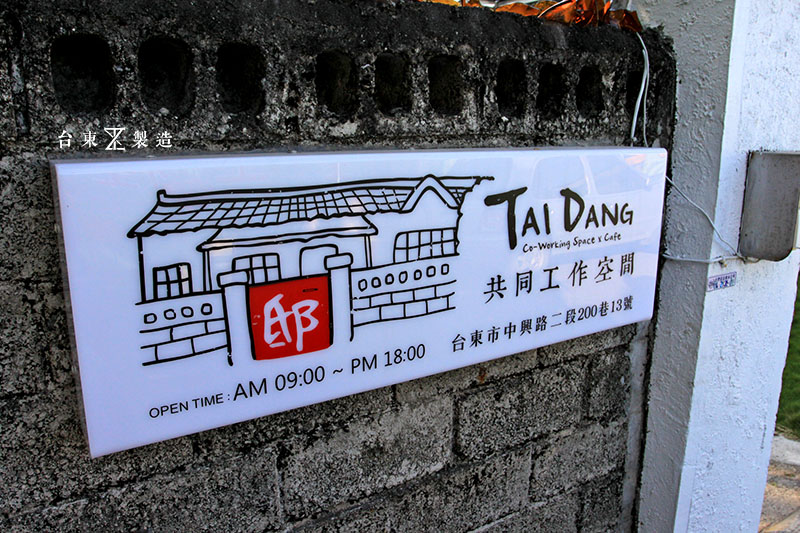 台東製造
TAI DANG
Co-Working Space x Cafe
共同工作空間
台東市中興路二段200巷13號
邸
OPEN TIME : AM 09:00 ~ PM 18:00